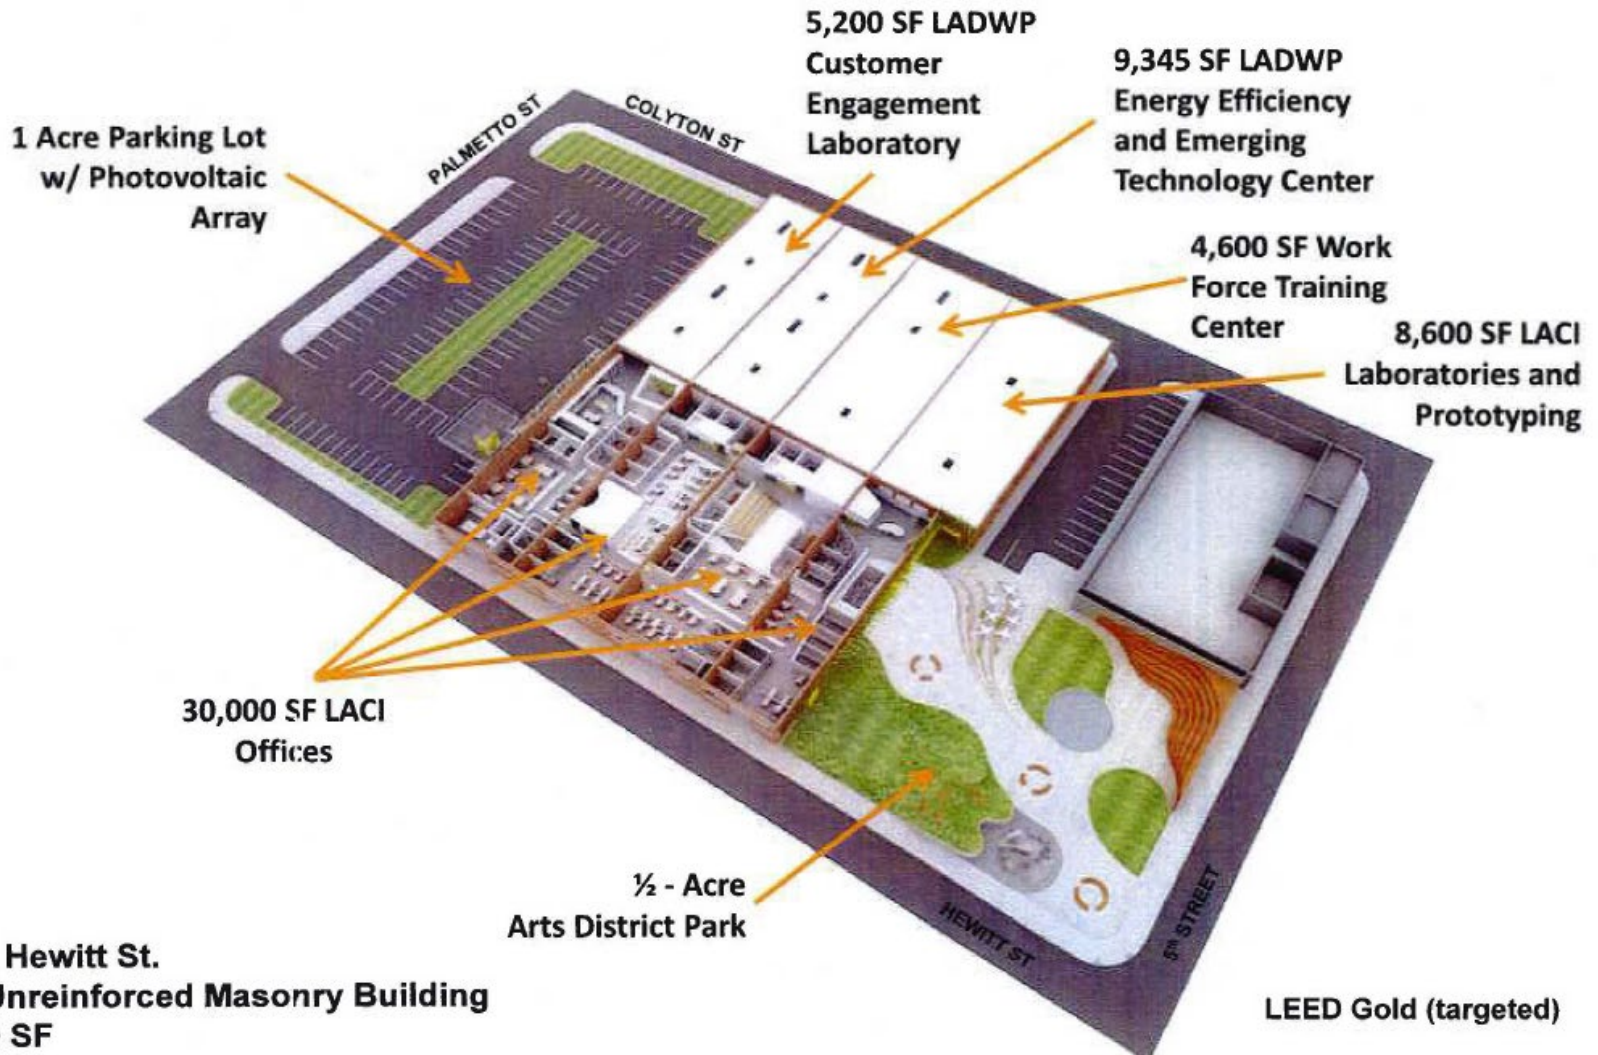 5,200 SF LADWP
Customer
Engagement
Laboratory
9,345 SF LADWP
Energy Efficiency
and Emerging
Technology Center
1 Acre Parking Lot
w/ Photovoltaic
Array
PALMETTO ST
COLYTON ST
4,600 SF Work
Force Training
Center
8,600 SF LACI
Laboratories and
Prototyping
30,000 SF LACI
Offices
½ - Acre
Arts District Park
HEWITT ST
5th STREET
Hewitt St.
Unreinforced Masonry Building
SF
LEED Gold (targeted)